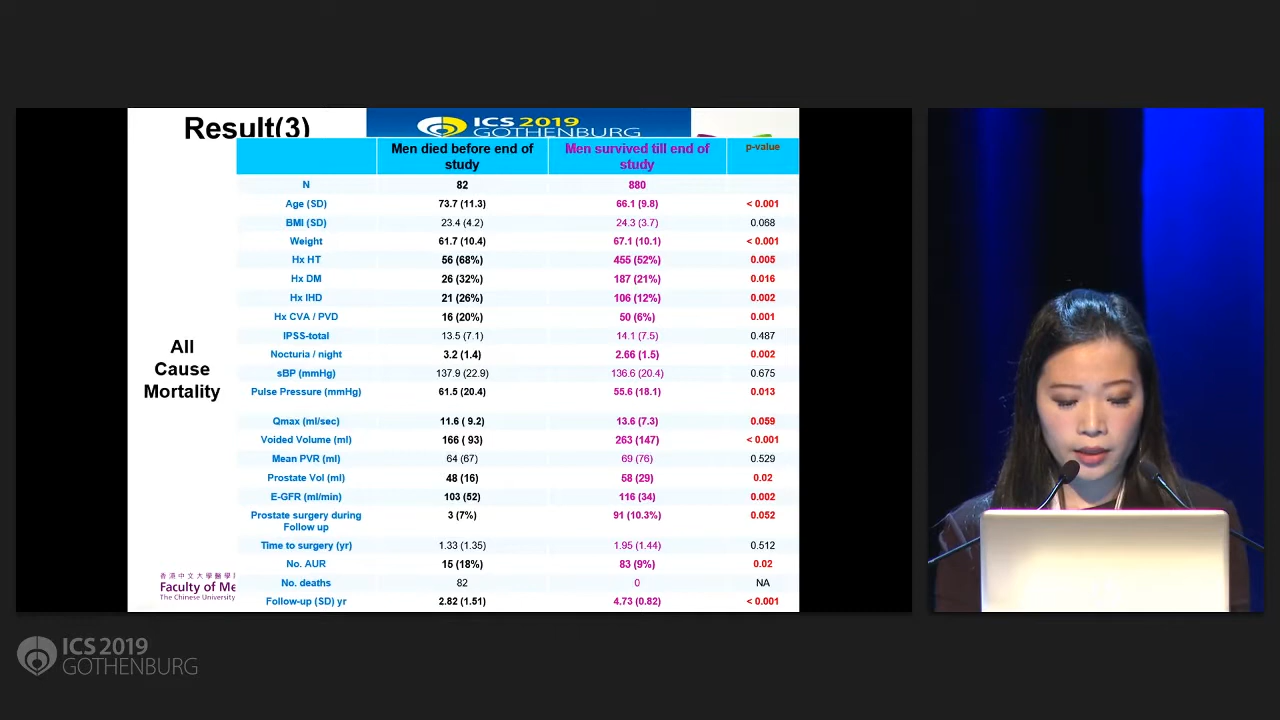 Result(3)
ICS 2019
GOTHENBURG
Men died before end of study
Men survived till end of study
p-value
N 82 880
Age (SD) 73.7 (11.3) 66.1 (9.8) < 0.001
BMI (SD) 23.4 (4.2) 24.3 (3.7) 0.068
Weight 61.7 (10.4) 67.1 (10.1) < 0.001
Hx HT 56 (68%) 455 (52%) 0.005
Hx DM 26 (32%) 187 (21%) 0.016
Hx IHD 21 (26%) 106 (12%) 0.002
Hx CVA / PVD 16 (20%) 50 (6%) 0.001
IPSS-total 13.5 (7.1) 14.1 (7.5) 0.487
Nocturia / night 3.2 (1.4) 2.66 (1.5) 0.002
sBP (mmHg) 137.9 (22.9) 136.6 (20.4) 0.675
Pulse Pressure (mmHg) 61.5 (20.4) 55.6 (18.1) 0.013
Qmax (ml/sec) 11.6 ( 9.2) 13.6 (7.3) 0.059
Voided Volume (ml) 166 ( 93) 263 (147) < 0.001
Mean PVR (ml) 64 (67) 69 (76) 0.529
Prostate Vol (ml) 48 (16) 58 (29) 0.02
E-GFR (ml/min) 103 (52) 116 (34) 0.002
Prostate surgery during Follow up 3 (7%) 91 (10.3%) 0.052
Time to surgery (yr) 1.33 (1.35) 1.95 (1.44) 0.512
No. AUR 15 (18%) 83 (9%) 0.02
No. deaths 82 0 NA
Follow-up (SD) yr 2.82 (1.51) 4.73 (0.82) < 0.001
All
Cause
Mortality
香港中文大學醫學
Faculty of Me
The Chinese University
ICS 2019
GOTHENBURG